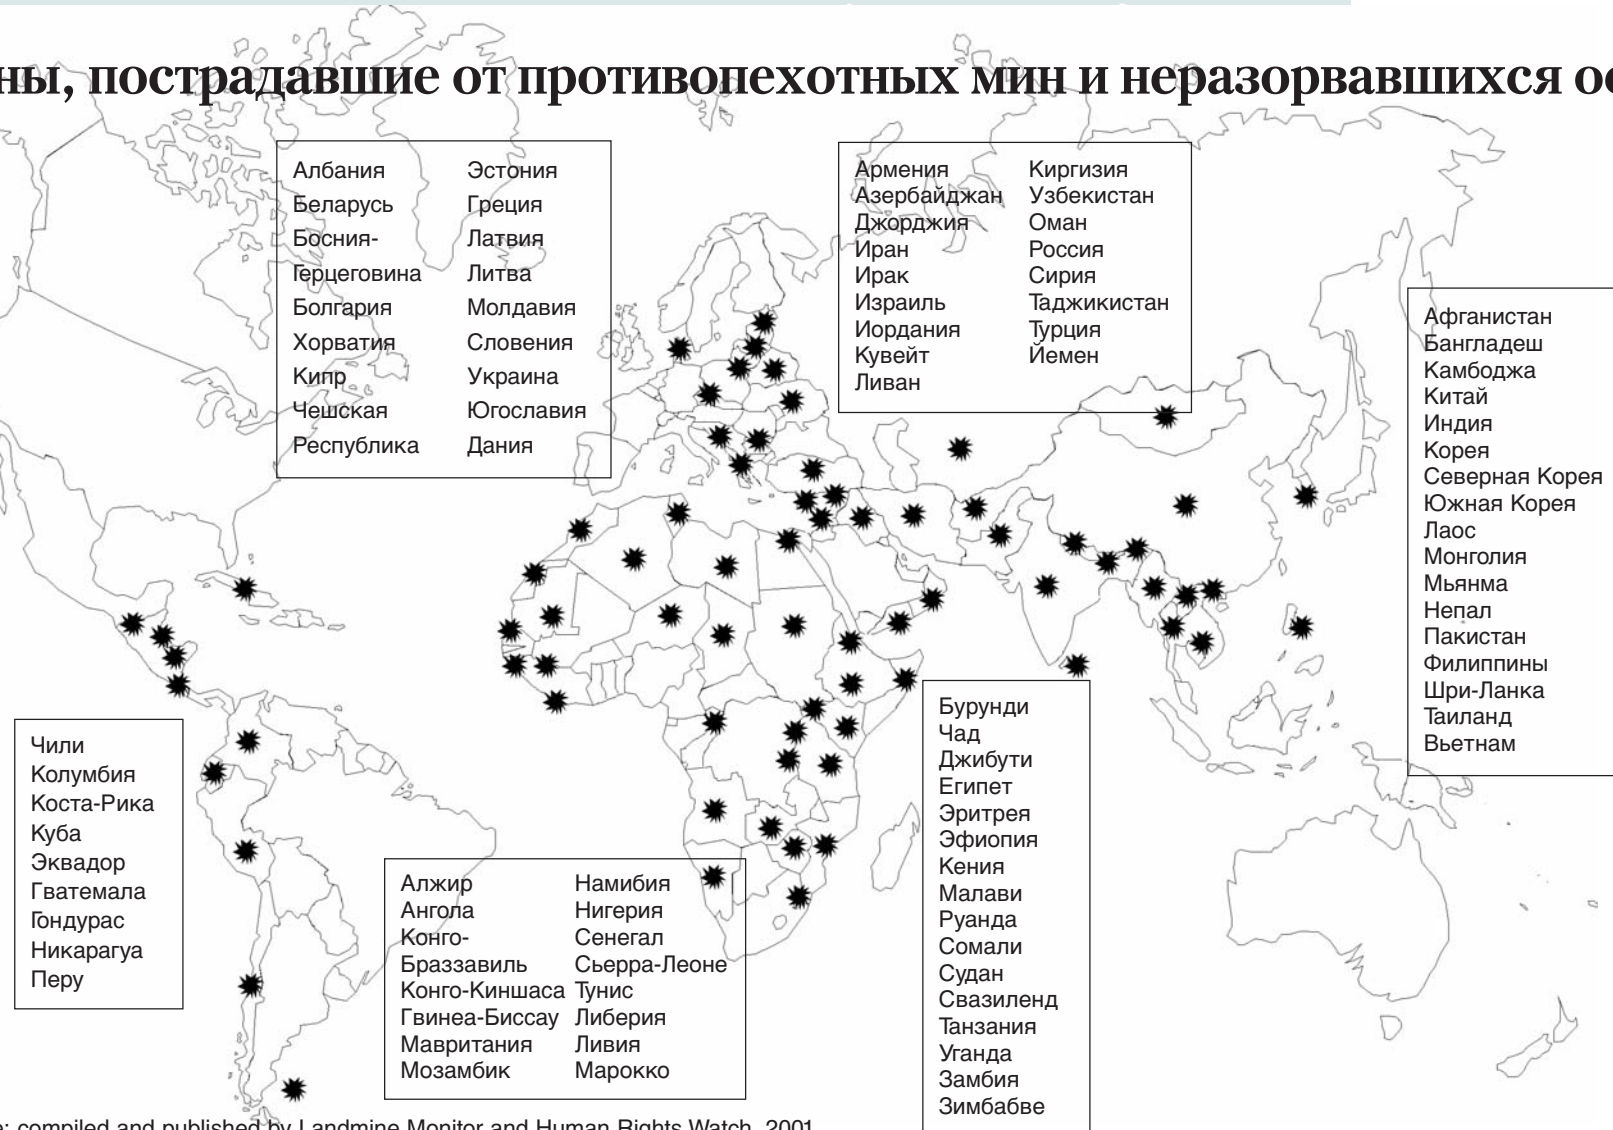 ны, пострадавшие от противопехотных мин и неразорвавшихся ос
Албания
Беларусь
Босния-
Герцеговина
Болгария
Хорватия
Кипр
Чешская
Республика
Эстония
Греция
Латвия
Литва
Молдавия
Словения
Украина
Югославия
Дания
Армения
Азербайджан
Джорджия
Иран
Ирак
Израиль
Иордания
Кувейт
Ливан
Киргизия
Узбекистан
Оман
Россия
Сирия
Таджикистан
Турция
Йемен
Афганистан
Бангладеш
Камбоджа
Китай
Индия
Корея
Северная Корея
Южная Корея
Лаос
Монголия
Мьянма
Непал
Пакистан
Филиппины
Шри-Ланка
Таиланд
Вьетнам
Чили
Колумбия
Коста-Рика
Куба
Эквадор
Гватемала
Гондурас
Никарагуа
Перу
Алжир
Ангола
Конго-
Браззавиль
Конго-Киншаса
Гвинеа-Биссау
Мавритания
Мозамбик
Намибия
Нигерия
Сенегал
Сьерра-Леоне
Тунис
Либерия
Ливия
Марокко
Бурунди
Чад
Джибути
Египет
Эритрея
Эфиопия
Кения
Малави
Руанда
Сомали
Судан
Свазиленд
Танзания
Уганда
Замбия
Зимбабве
e: compiled and published by Landmine Monitor and Human Rights Watch, 2001